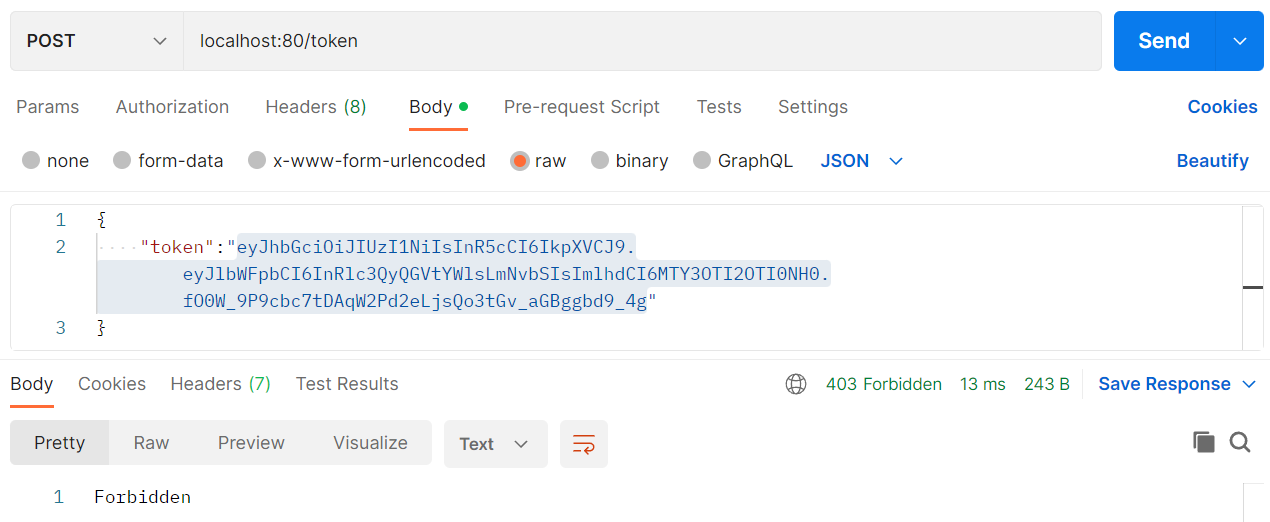 POST localhost:80/token Send
Params Authorization Headers (8) Body Pre-request Script Tests Settings Cookies
none form-data x-www-form-urlencoded raw binary GraphQL JSON Beautify
1 {
2 "token":"eyJhbGciOiJIUzI1NiIsInR5cCI6IkpXVCJ9.
eyJlbWFpbCI6InRlc3QyQGVtYWlsLmNvbSIsImlhdCI6MTY3OTI2OTI0NH0.
fO0W_9P9cbc7tDAqW2Pd2eLjsQo3tGv_aGBggbd9_4g"
3 }
Body Cookies Headers (7) Test Results 403 Forbidden 13 ms 243 B Save Response
Pretty Raw Preview Visualize Text
1 Forbidden